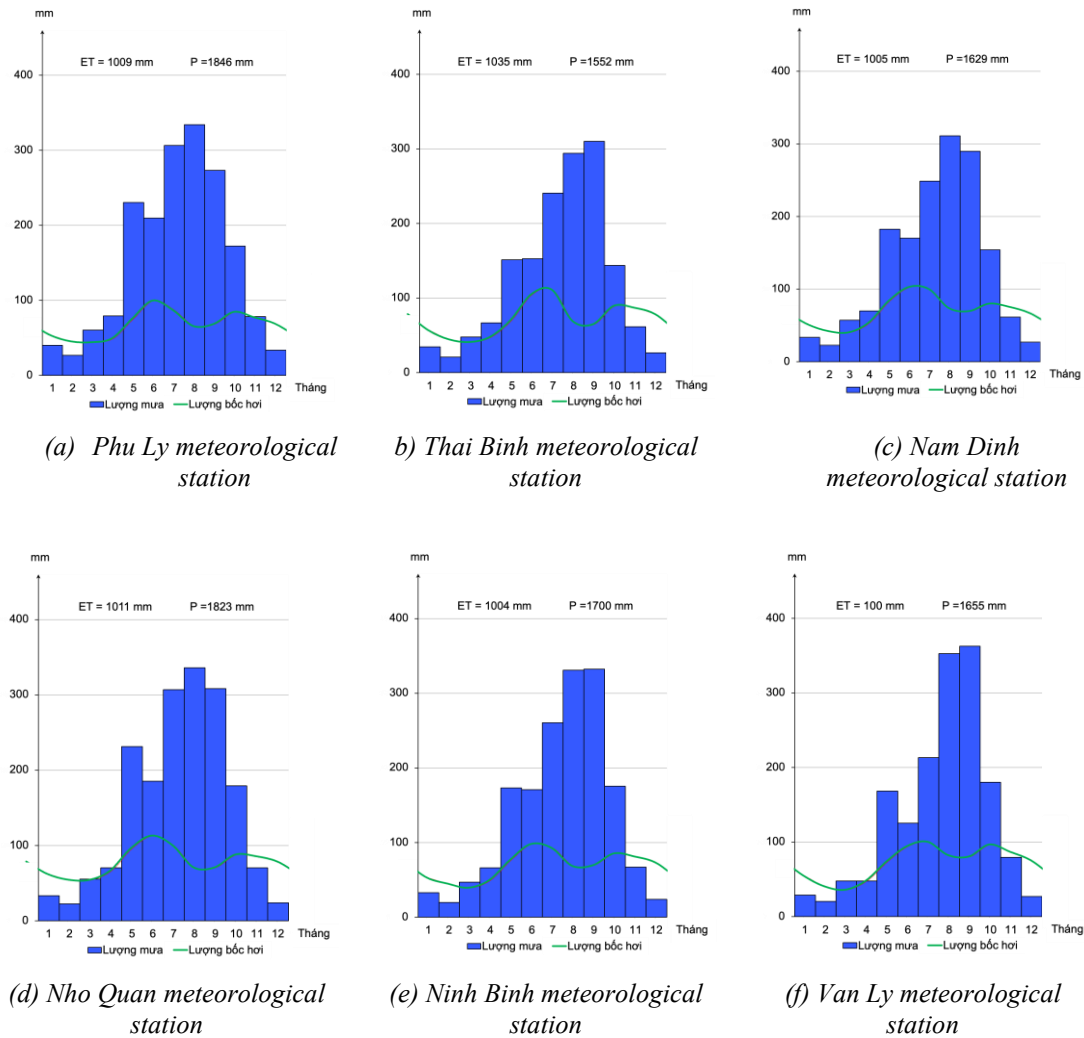 mm
ET = 1009 mm P =1846 mm
400
300
200
100
0
1 2 3 4 5 6 7 8 9 10 11 12 Tháng
Lượng mưa Lượng bốc hơi
(a) Phu Ly meteorological
station
mm
ET = 1035 mm P =1552 mm
400
300
200
100
0
1 2 3 4 5 6 7 8 9 10 11 12 Tháng
Lượng mưa Lượng bốc hơi
b) Thai Binh meteorological
station
mm
ET = 1005 mm P =1629 mm
400
300
200
100
0
1 2 3 4 5 6 7 8 9 10 11 12 Tháng
Lượng mưa Lượng bốc hơi
(c) Nam Dinh
meteorological station
mm
ET = 1011 mm P =1823 mm
400
300
200
100
0
1 2 3 4 5 6 7 8 9 10 11 12 Tháng
Lượng mưa Lượng bốc hơi
(d) Nho Quan meteorological
station
mm
ET = 1004 mm P =1700 mm
400
300
200
100
0
1 2 3 4 5 6 7 8 9 10 11 12 Tháng
Lượng mưa Lượng bốc hơi
(e) Ninh Binh meteorological
station
mm
ET = 100 mm P =1655 mm
400
300
200
100
0
1 2 3 4 5 6 7 8 9 10 11 12 Tháng
Lượng mưa Lượng bốc hơi
(f) Van Ly meteorological
station